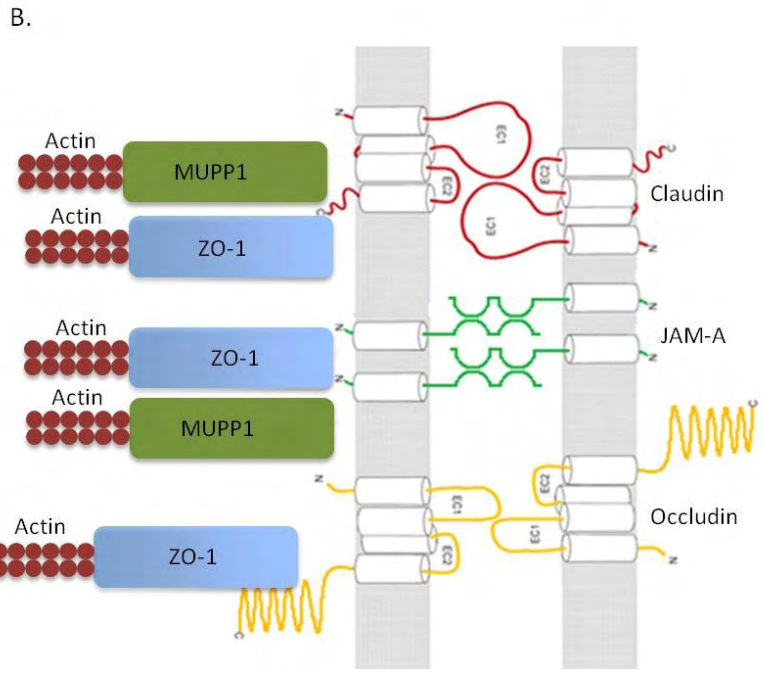 B.
Actin
MUPP1
N
EC1
EC2
C
Claudin
Actin
ZO-1
C
EC2
EC1
N
Actin
ZO-1
N
N
JAM-A
N
N
MUPP1
C
N
EC1
EC2
Occludin
Actin
ZO-1
EC2
EC1
N
C